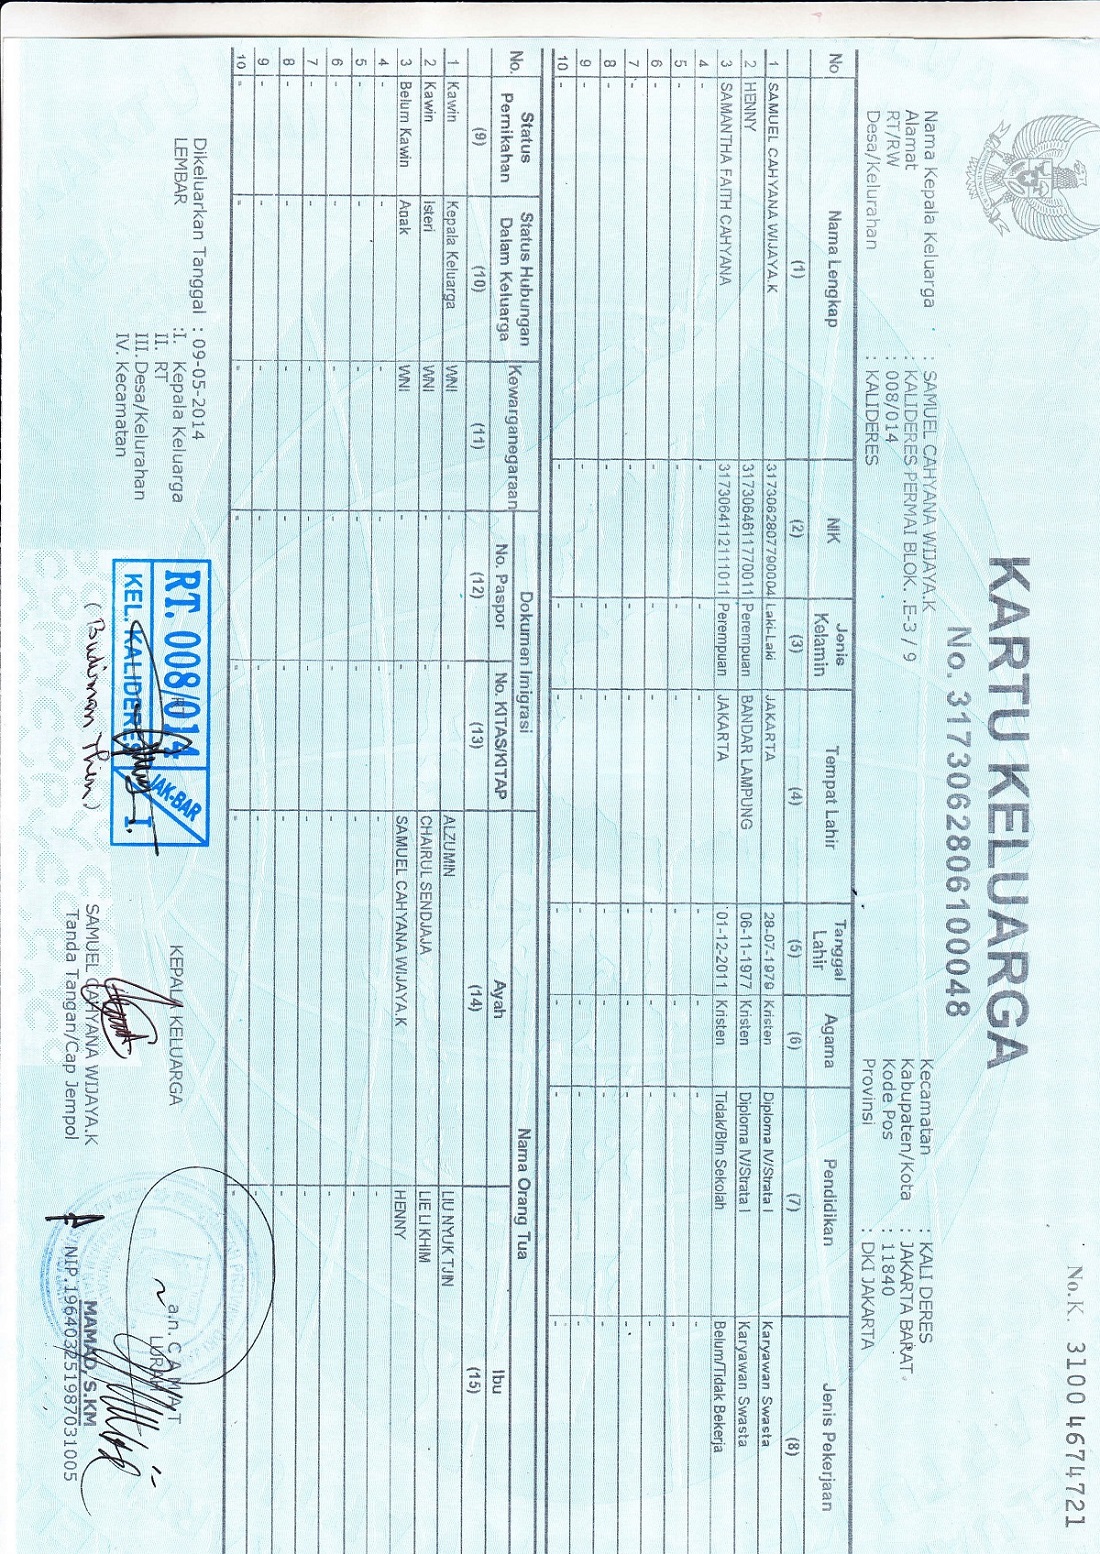 No.K. 3100 4674721
KARTU KELUARGA
No. 3173062806100048
Nama Kepala Keluarga : SAMUEL CAHYANA WIJAYA.K
Alamat : KALIDERES PERMAI BLOK. .E-3 / 9
RT/RW : 008/014
Desa/Kelurahan : KALIDERES
Kecamatan : KALI DERES
Kabupaten/Kota : JAKARTA BARAT
Kode Pos : 11840
Provinsi : DKI JAKARTA
No Nama Lengkap NIK Jenis Kelamin Tempat Lahir Tanggal Lahir Agama Pendidikan Jenis Pekerjaan
(1) (2) (3) (4) (5) (6) (7) (8)
1 SAMUEL CAHYANA WIJAYA.K 3173062807790004 Laki-Laki JAKARTA 28-07-1979 Kristen Diploma IV/Strata I Karyawan Swasta
2 HENNY 3173064611770011 Perempuan BANDAR LAMPUNG 06-11-1977 Kristen Diploma IV/Strata I Karyawan Swasta
3 SAMANTHA FAITH CAHYANA 3173064112111011 Perempuan JAKARTA 01-12-2011 Kristen Tidak/Blm Sekolah Belum/Tidak Bekerja
4 - - - - - - - -
5 - - - - - - - -
6 - - - - - - - -
7 - - - - - - - -
8 - - - - - - - -
9 - - - - - - - -
10 - - - - - - - -
No. Status Pernikahan Status Hubungan Dalam Keluarga Kewarganegaraan Dokumen Imigrasi Nama Orang Tua
No. Paspor No. KITAS/KITAP Ayah Ibu
(9) (10) (11) (12) (13) (14) (15)
1 Kawin Kepala Keluarga WNI - - ALZUMIN LIU NYUK TJIN
2 Kawin Isteri WNI - - CHAIRUL SENDJAJA LIE LI KHIM
3 Belum Kawin Anak WNI - - SAMUEL CAHYANA WIJAYA.K HENNY
4 - - - - - - -
5 - - - - - - -
6 - - - - - - -
7 - - - - - - -
8 - - - - - - -
9 - - - - - - -
10 - - - - - - -
Dikeluarkan Tanggal : 09-05-2014
LEMBAR :I. Kepala Keluarga
II. RT
III. Desa/Kelurahan
IV. Kecamatan
RT. 008/014
KEL. KALIDERES
JAK-BAR
I.
KEPALA KELUARGA
SAMUEL CAHYANA WIJAYA.K
Tanda Tangan/Cap Jempol
a.n. CAMAT
LURAH
MAMAD, S.KM
NIP.196403251987031005